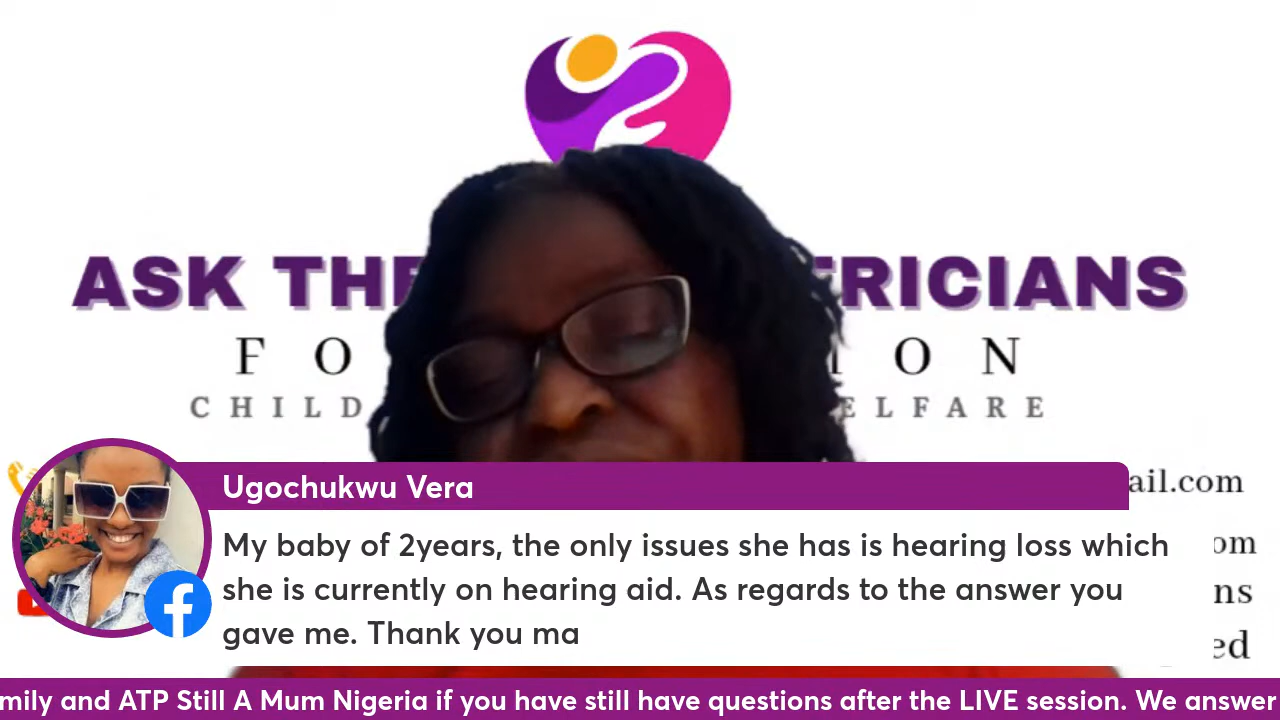 ASK THE ERICIANS
F O I O N
CHILD ELFARE
ail.com
Ugochukwu Vera
om
My baby of 2years, the only issues she has is hearing loss which
she is currently on hearing aid. As regards to the answer you
gave me. Thank you ma
ns
ed
mily and ATP Still A Mum Nigeria if you have still have questions after the LIVE session. We answer